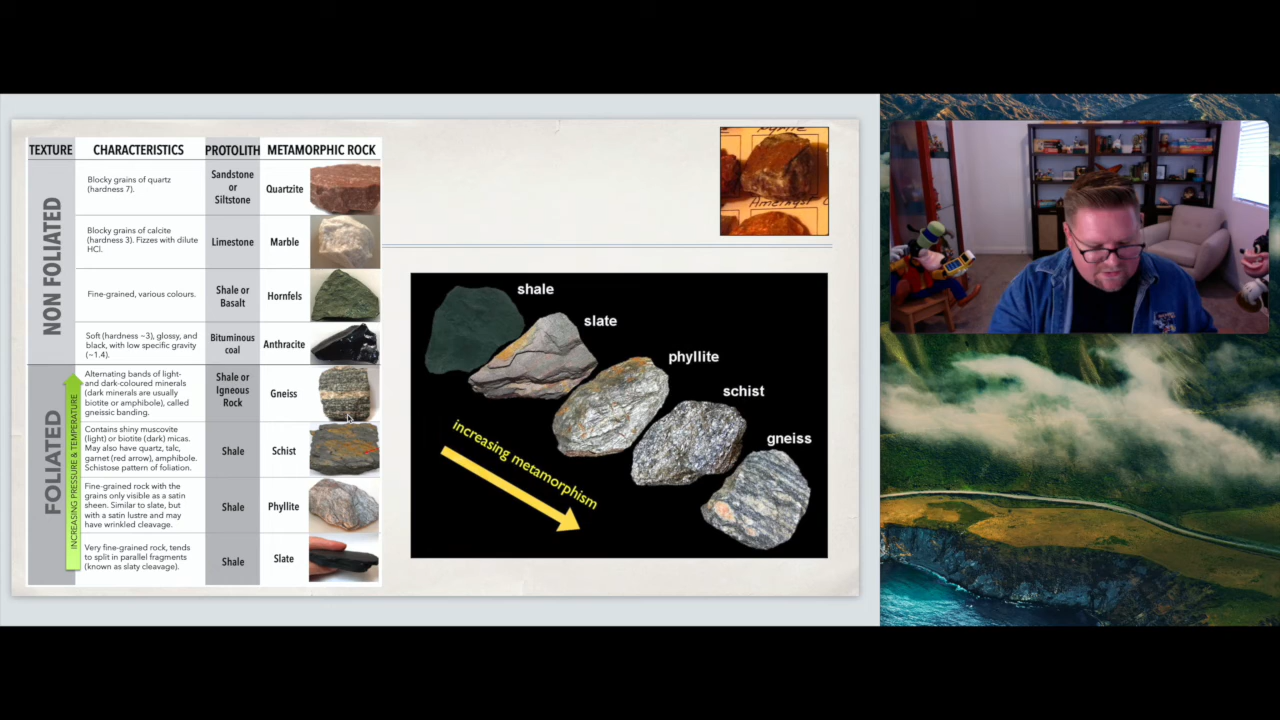 TEXTURE CHARACTERISTICS PROTOLITH METAMORPHIC ROCK
NON FOLIATED
Blocky grains of quartz
(hardness 7).
Sandstone
or
Siltstone
Quartzite
Blocky grains of calcite
(hardness 3). Fizzes with dilute
HCl.
Limestone
Marble
Fine-grained, various colours.
Shale or
Basalt
Hornfels
Soft (hardness ~3), glossy, and
black, with low specific gravity
(~1.4).
Bituminous
coal
Anthracite
FOLIATED
INCREASING PRESSURE & TEMPERATURE
Alternating bands of light-
and dark-coloured minerals
(dark minerals are usually
biotite or amphibole), called
gneissic banding.
Shale or
Igneous
Rock
Gneiss
Contains shiny muscovite
(light) or biotite (dark) micas.
May also have quartz, talc,
garnet (red arrow), amphibole.
Schistose pattern of foliation.
Shale
Schist
Fine-grained rock with the
grains only visible as a satin
sheen. Similar to slate, but
with a satin lustre and may
have wrinkled cleavage.
Shale
Phyllite
Very fine-grained rock, tends
to split in parallel fragments
(known as slaty cleavage).
Shale
Slate
Amethyst
shale
slate
phyllite
schist
gneiss
increasing metamorphism